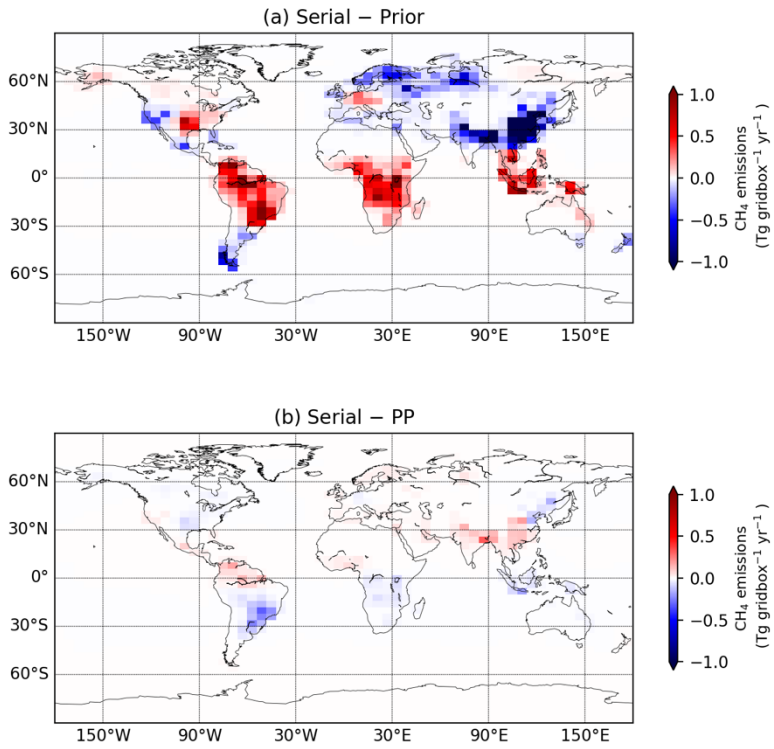 (a) Serial − Prior
60°N
30°N
0°
30°S
60°S
150°W 90°W 30°W 30°E 90°E 150°E
1.0
0.5
0.0
−0.5
−1.0
CH₄ emissions
(Tg gridbox⁻¹ yr⁻¹)
(b) Serial − PP
60°N
30°N
0°
30°S
60°S
150°W 90°W 30°W 30°E 90°E 150°E
1.0
0.5
0.0
−0.5
−1.0
CH₄ emissions
(Tg gridbox⁻¹ yr⁻¹)